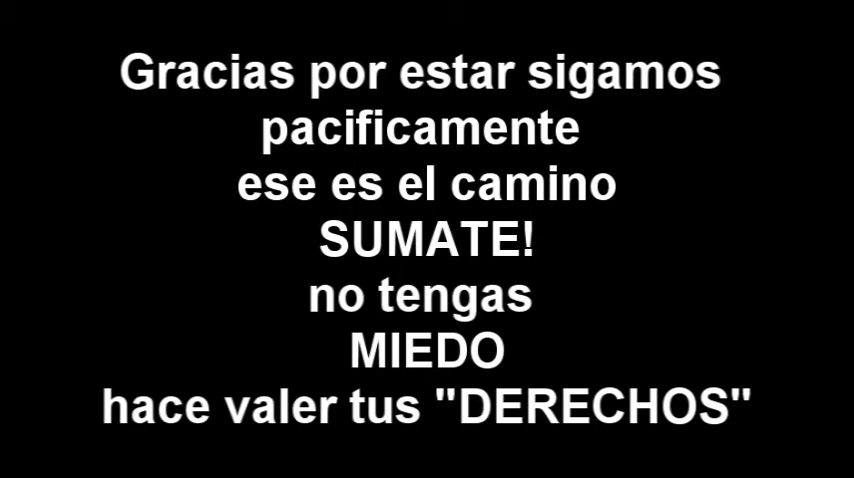 Gracias por estar sigamos
pacificamente
ese es el camino
SUMATE!
no tengas
MIEDO
hace valer tus "DERECHOS"